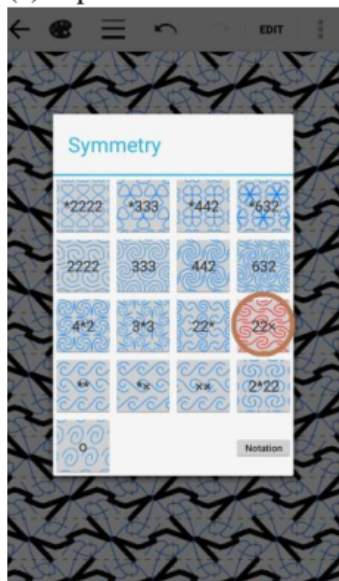 EDIT
Symmetry
*2222 *333 *442 *632
2222 333 442 632
4*2 3*3 22* 22×
** *× ×× 2*22
o
Notation